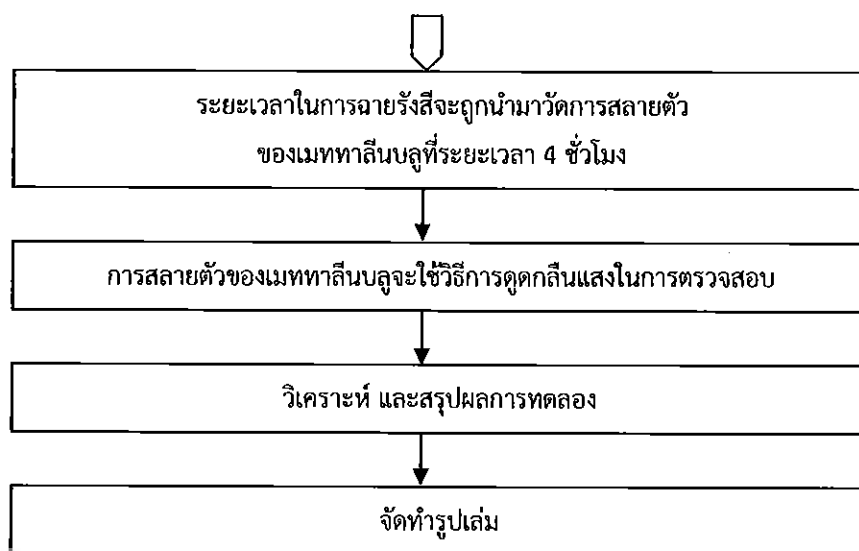 ระยะเวลาในการฉายรังสีจะถูกนำมาวัดการสลายตัว
ของเมททาลีนบลูที่ระยะเวลา 4 ชั่วโมง
การสลายตัวของเมททาลีนบลูจะใช้วิธีการดูดกลืนแสงในการตรวจสอบ
วิเคราะห์ และสรุปผลการทดลอง
จัดทำรูปเล่ม